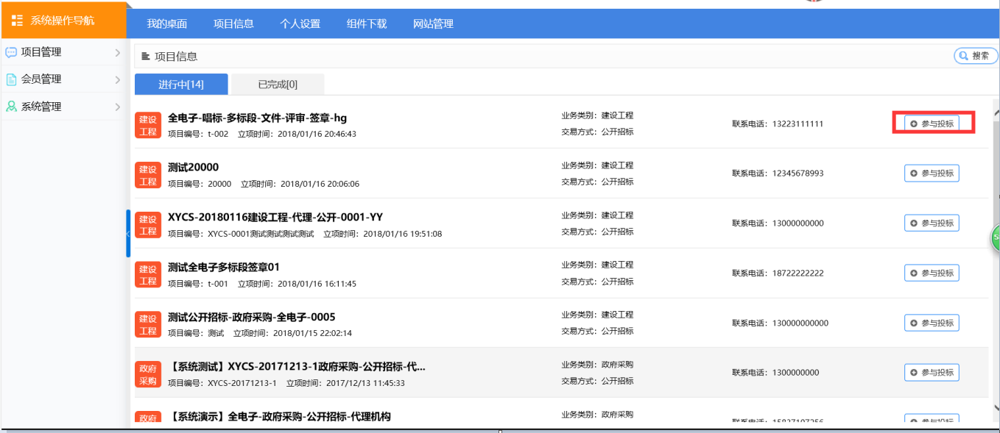 系统操作导航
我的桌面 项目信息 个人设置 组件下载 网站管理
项目管理
会员管理
系统管理
项目信息
搜索
进行中[14] 已完成[0]
建设工程
全电子-唱标-多标段-文件-评审-签章-hg
项目编号：t-002 立项时间：2018/01/16 20:46:43
业务类别：建设工程
交易方式：公开招标
联系电话：13223111111
参与投标
建设工程
测试20000
项目编号：20000 立项时间：2018/01/16 20:06:06
业务类别：建设工程
交易方式：公开招标
联系电话：12345678993
参与投标
建设工程
XYCS-20180116建设工程-代理-公开-0001-YY
项目编号：XYCS-0001测试测试测试测试 立项时间：2018/01/16 19:51:08
业务类别：建设工程
交易方式：公开招标
联系电话：13000000000
参与投标
建设工程
测试全电子多标段签章01
项目编号：t-001 立项时间：2018/01/16 16:11:45
业务类别：建设工程
交易方式：公开招标
联系电话：18722222222
参与投标
建设工程
测试公开招标-政府采购-全电子-0005
项目编号：测试 立项时间：2018/01/15 22:02:14
业务类别：建设工程
交易方式：公开招标
联系电话：130000000000
参与投标
政府采购
【系统测试】XYCS-20171213-1政府采购-公开招标-代...
项目编号：XYCS-20171213-1 立项时间：2017/12/13 11:45:33
业务类别：政府采购
交易方式：公开招标
联系电话：1300000000
参与投标
政府
【系统演示】全电子-政府采购-公开招标-代理机构
业务类别：政府采购